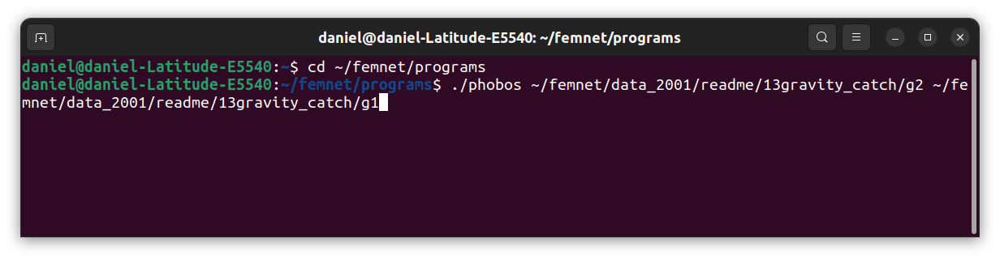 daniel@daniel-Latitude-E5540: ~/femnet/programs
daniel@daniel-Latitude-E5540:~$ cd ~/femnet/programs
daniel@daniel-Latitude-E5540:~/femnet/programs$ ./phobos ~/femnet/data_2001/readme/13gravity_catch/g2 ~/fe
mnet/data_2001/readme/13gravity_catch/g1